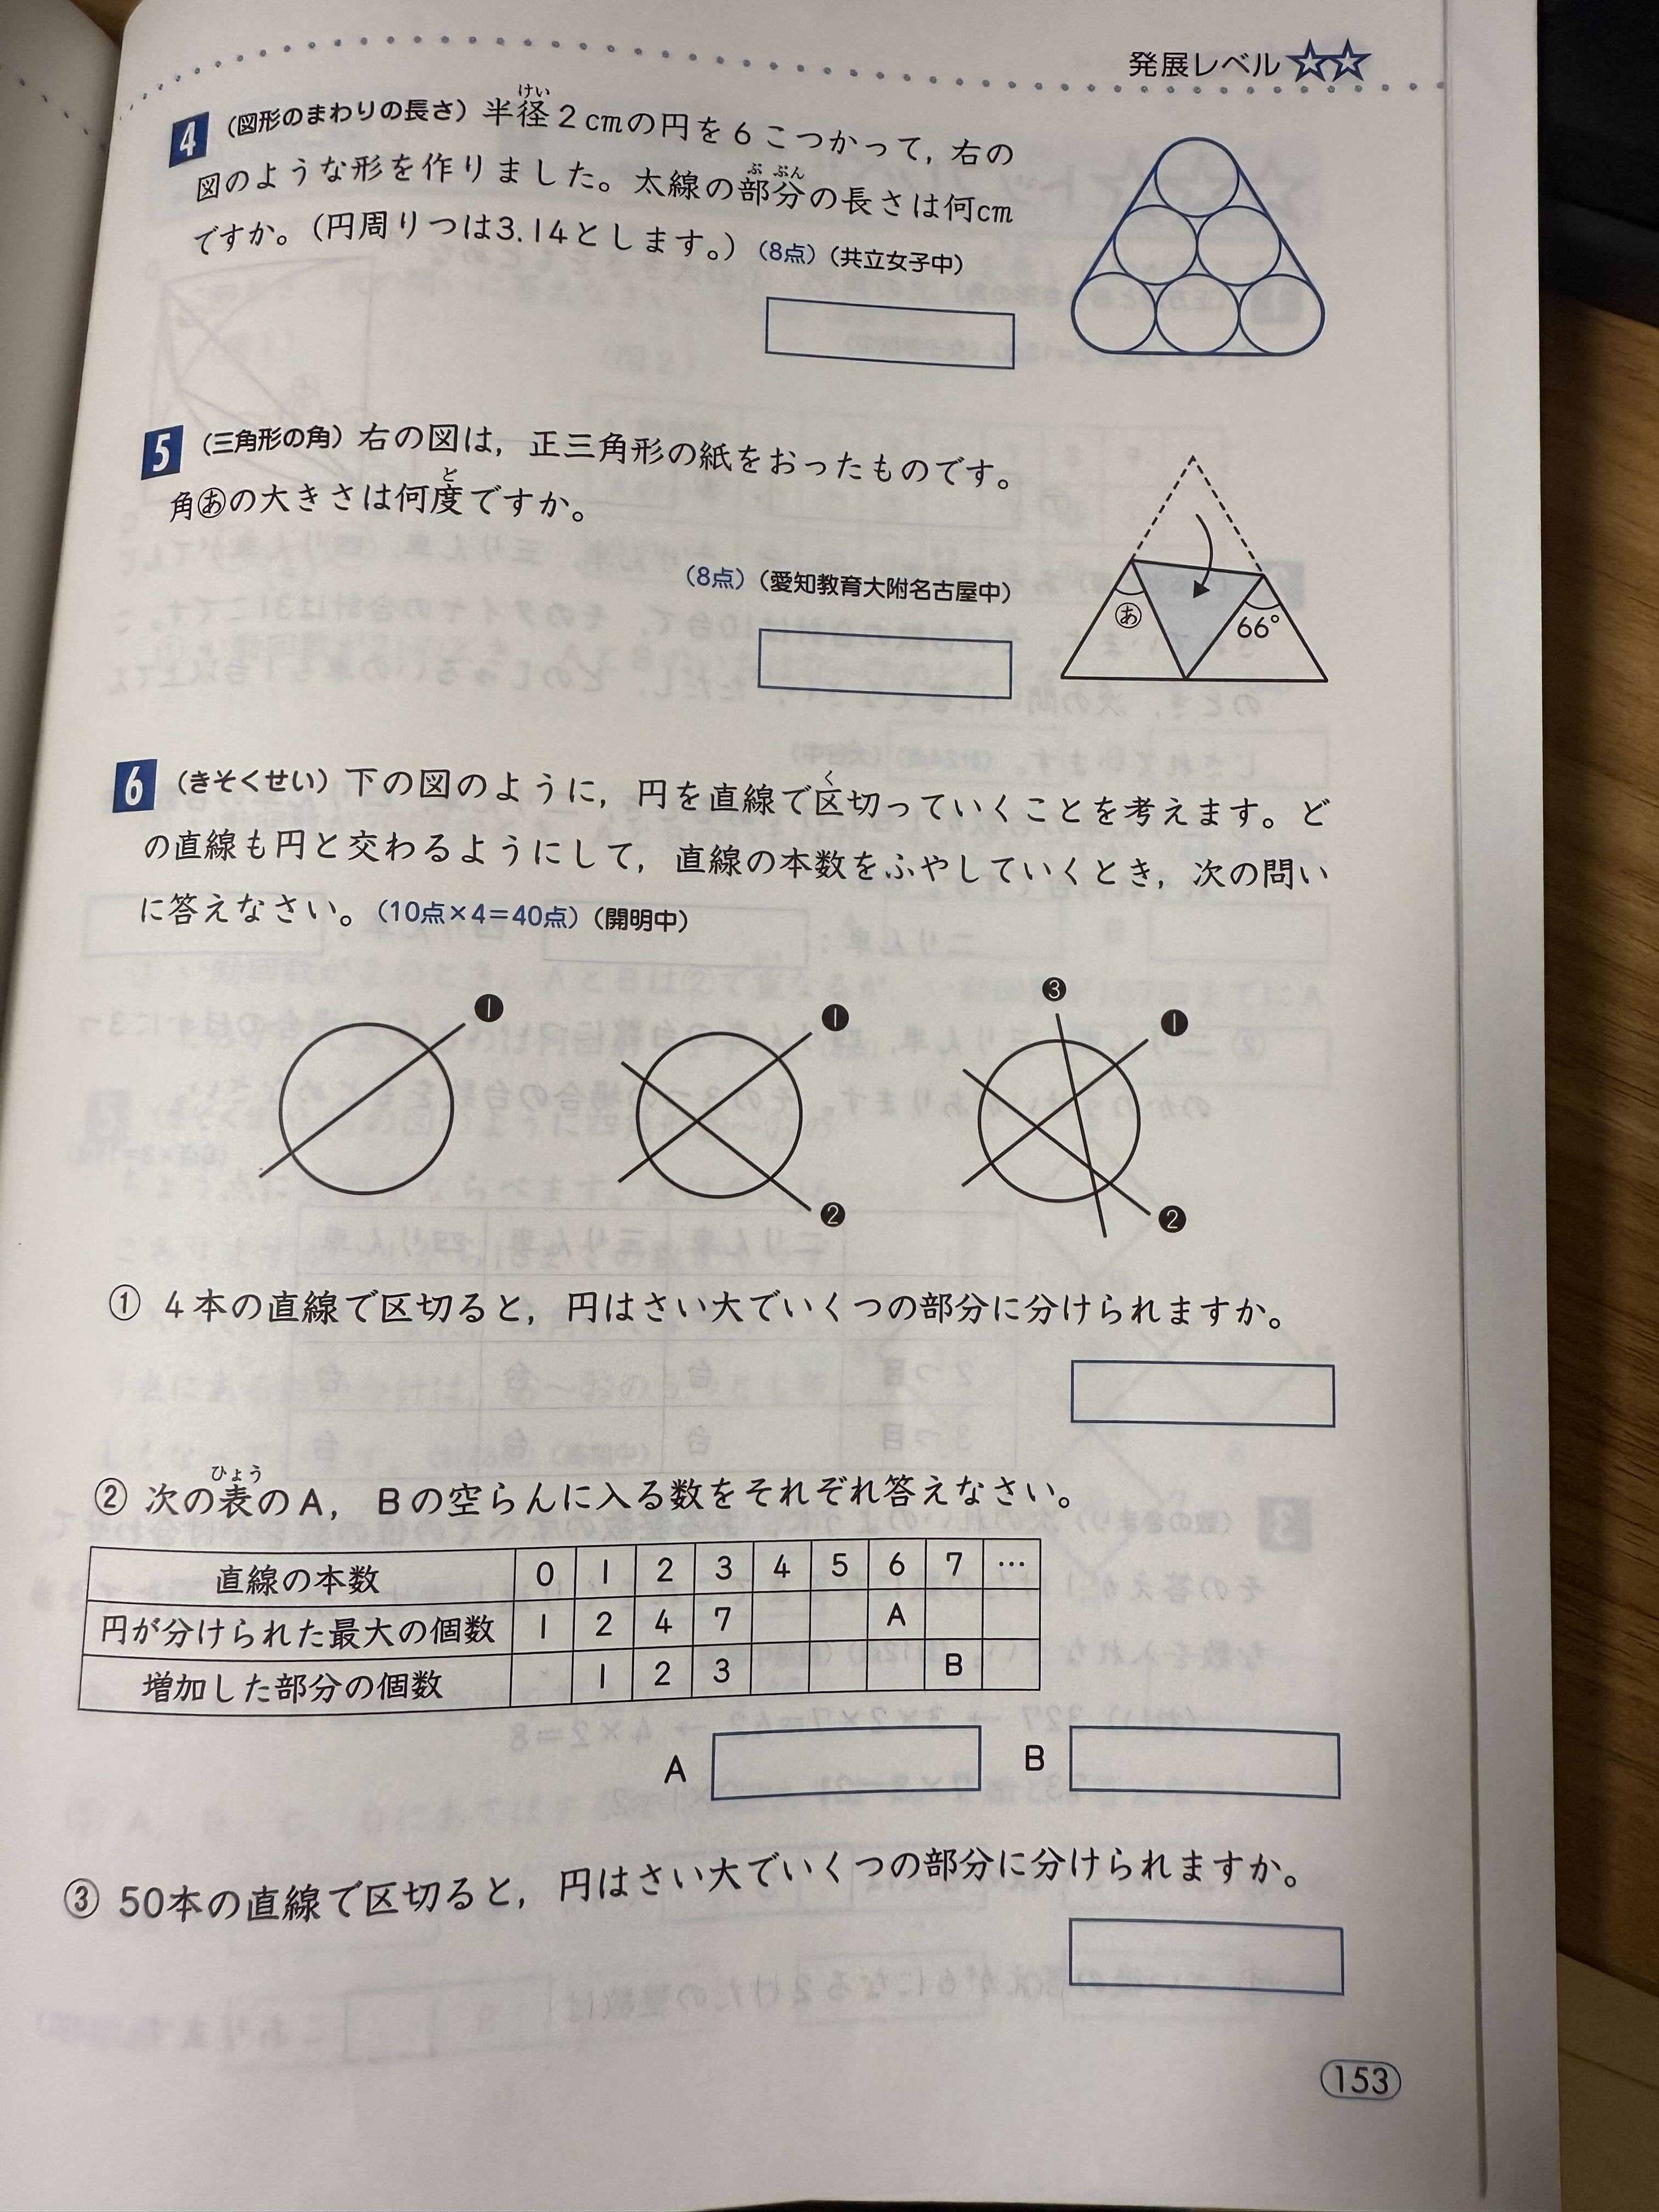 発展レベル☆☆
4 (図形のまわりの長さ) 半径2cmの円を6こつかって，右の
けい
図のような形を作りました。太線の部分の長さは何cm
ぶ ぶん
ですか。(円周りつは3.14とします。) (8点) (共立女子中)
5 (三角形の角) 右の図は，正三角形の紙をおったものです。
角あの大きさは何度ですか。
ど
(8点) (愛知教育大附名古屋中)
あ
66°
6 (きそくせい) 下の図のように，円を直線で区切っていくことを考えます。ど
く
の直線も円と交わるようにして，直線の本数をふやしていくとき，次の問い
に答えなさい。(10点×4=40点) (開明中)
❶
❶
❷
❸
❶
❷
① 4本の直線で区切ると，円はさい大でいくつの部分に分けられますか。
② 次の表のA，Bの空らんに入る数をそれぞれ答えなさい。
ひょう
直線の本数 0 1 2 3 4 5 6 7 …
円が分けられた最大の個数 1 2 4 7 A
増加した部分の個数 1 2 3 B
A B
③ 50本の直線で区切ると，円はさい大でいくつの部分に分けられますか。
153